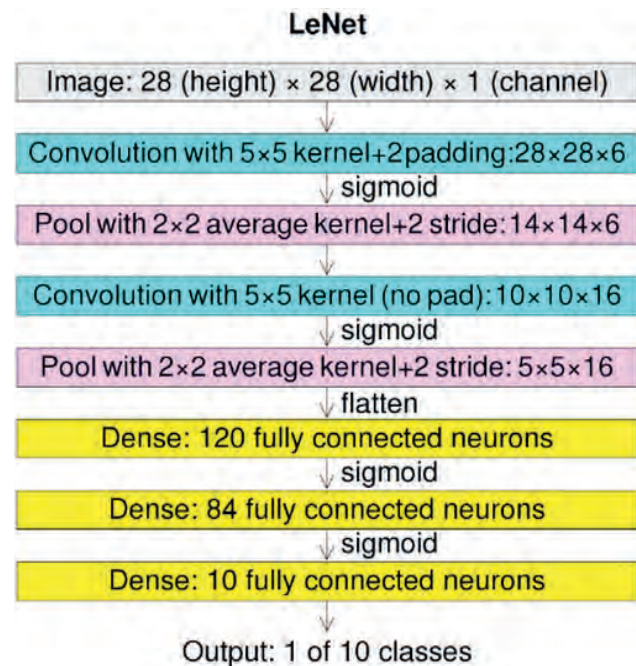 LeNet
Image: 28 (height) × 28 (width) × 1 (channel)
Convolution with 5×5 kernel+2padding:28×28×6
sigmoid
Pool with 2×2 average kernel+2 stride:14×14×6
Convolution with 5×5 kernel (no pad):10×10×16
sigmoid
Pool with 2×2 average kernel+2 stride: 5×5×16
flatten
Dense: 120 fully connected neurons
sigmoid
Dense: 84 fully connected neurons
sigmoid
Dense: 10 fully connected neurons
Output: 1 of 10 classes